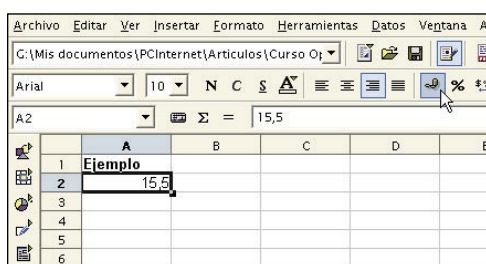 Archivo Editar Ver Insertar Formato Herramientas Datos Ventana A
G:\Mis documentos\PCInternet\Articulos\Curso Op
Arial 10 N C S A %
A2 Σ = 15,5
A B C D E
1 Ejemplo
2 15,5
3
4
5
6